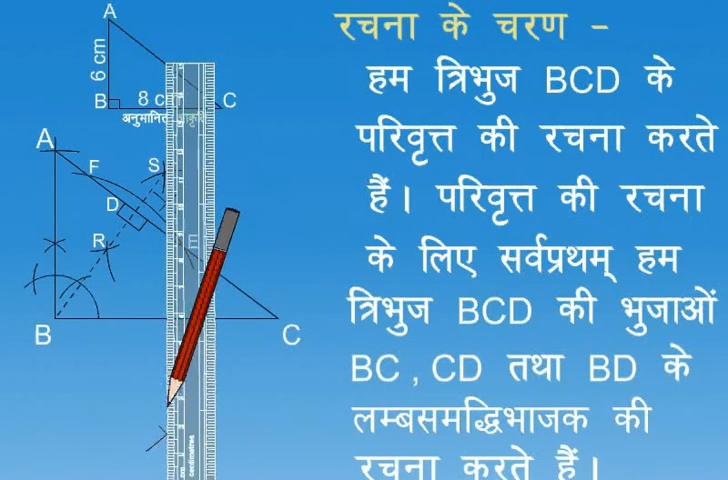 रचना के चरण –
हम त्रिभुज BCD के
परिवृत्त की रचना करते
हैं। परिवृत्त की रचना
के लिए सर्वप्रथम् हम
त्रिभुज BCD की भुजाओं
BC , CD तथा BD के
लम्बसमद्धिभाजक की
रचना करते हैं।
A
6 cm
B
8 c
C
अनुमानित
A
F
S
D
R
E
B
C